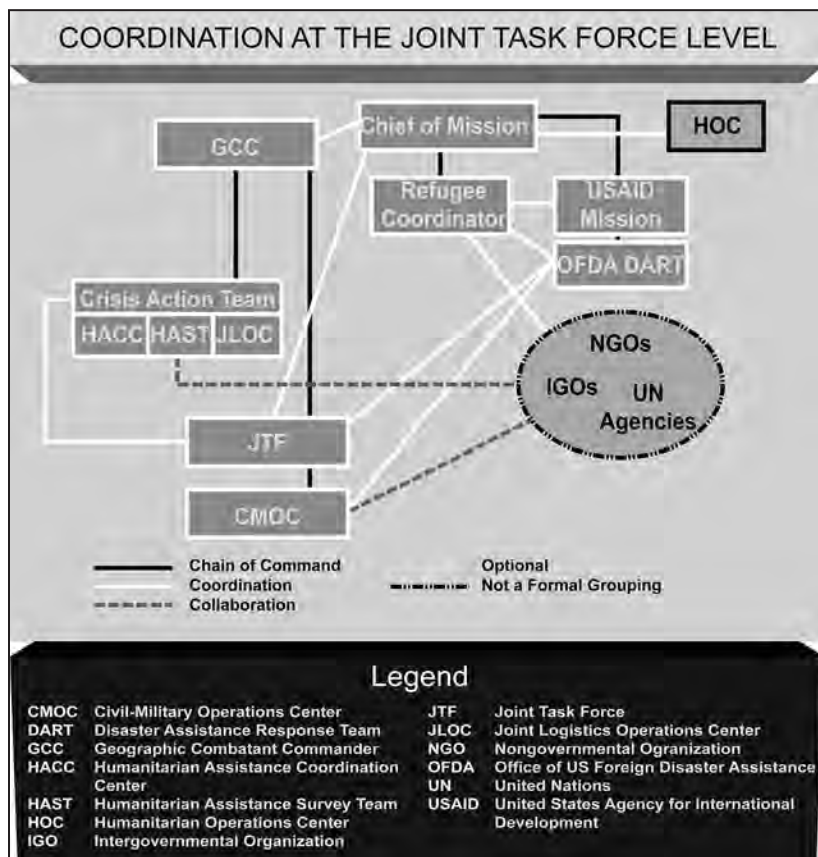 COORDINATION AT THE JOINT TASK FORCE LEVEL
GCC
Chief of Mission
HOC
Refugee
Coordinator
USAID
Mission
OFDA DART
Crisis Action Team
HACC HAST JLOC
NGOs
IGOs
UN
Agencies
JTF
CMOC
Chain of Command
Coordination
Collaboration
Optional
Not a Formal Grouping
Legend
CMOC Civil-Military Operations Center
DART Disaster Assistance Response Team
GCC Geographic Combatant Commander
HACC Humanitarian Assistance Coordination
Center
HAST Humanitarian Assistance Survey Team
HOC Humanitarian Operations Center
IGO Intergovernmental Organization
JTF Joint Task Force
JLOC Joint Logistics Operations Center
NGO Nongovernmental Ogranization
OFDA Office of US Foreign Disaster Assistance
UN United Nations
USAID United States Agency for International
Development